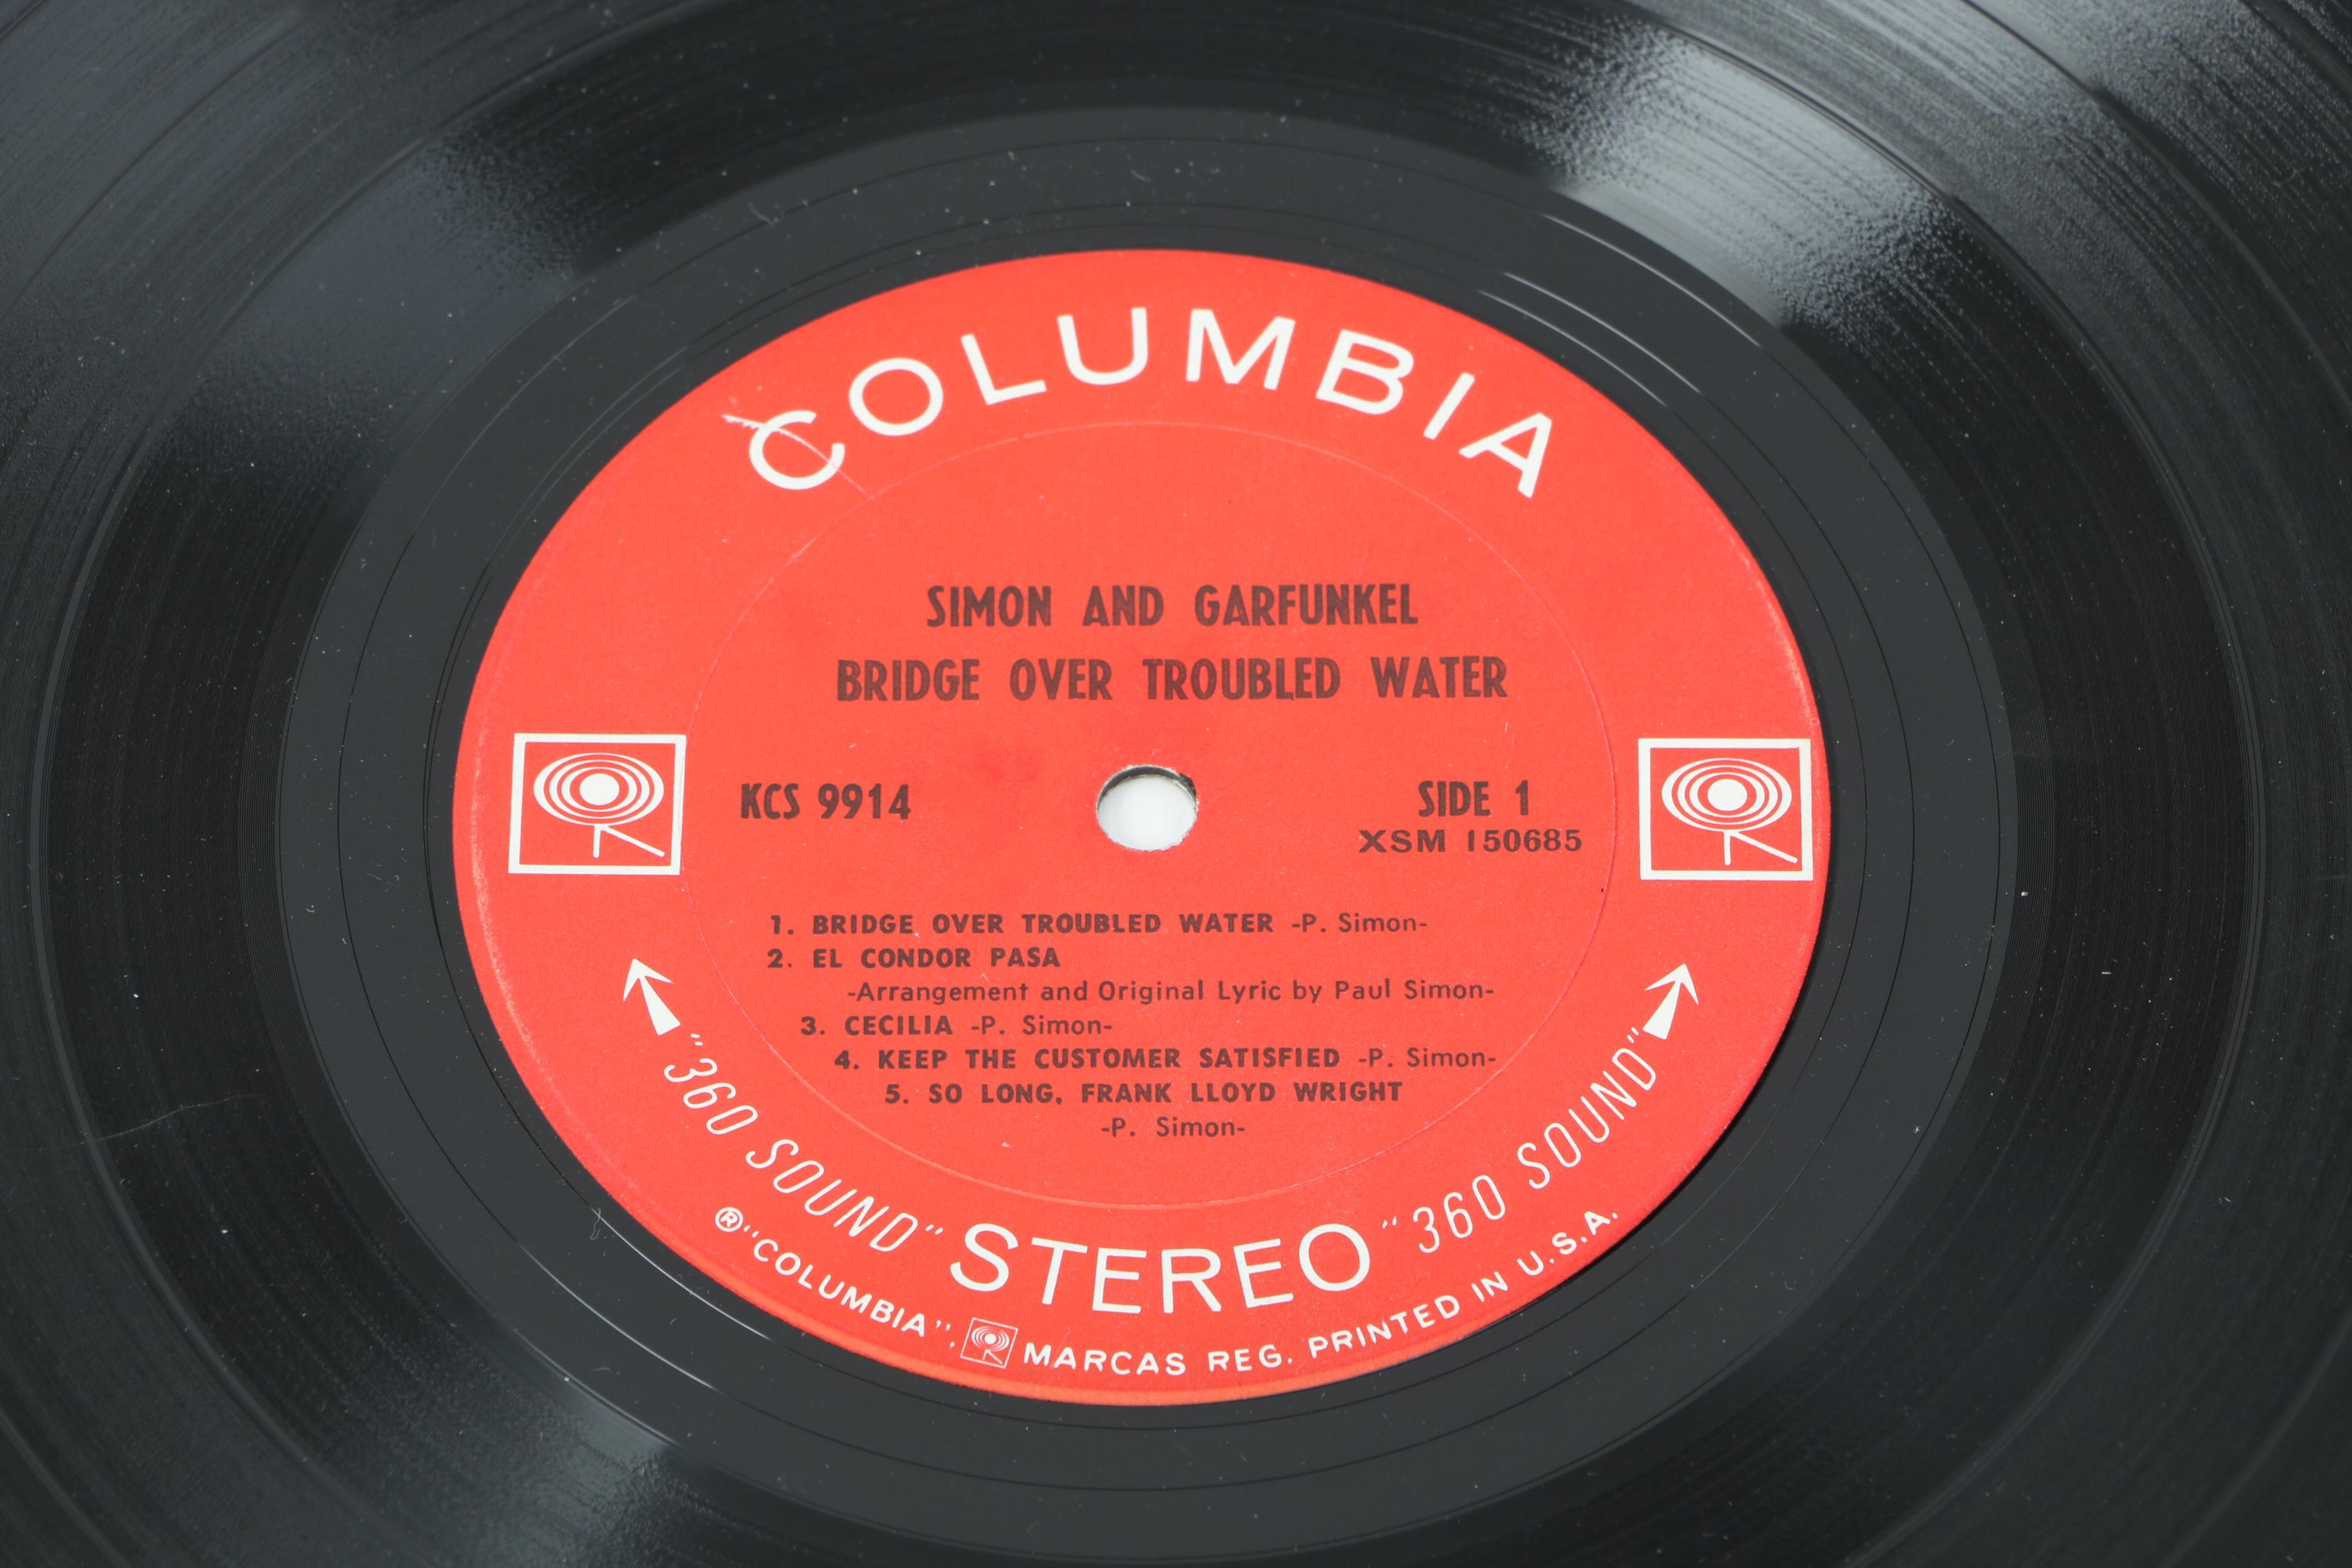 COLUMBIA
SIMON AND GARFUNKEL
BRIDGE OVER TROUBLED WATER
KCS 9914
SIDE 1
XSM 150685
1. BRIDGE OVER TROUBLED WATER -P. Simon-
2. EL CONDOR PASA
-Arrangement and Original Lyric by Paul Simon-
3. CECILIA -P. Simon-
4. KEEP THE CUSTOMER SATISFIED -P. Simon-
5. SO LONG, FRANK LLOYD WRIGHT
-P. Simon-
"360 SOUND" STEREO "360 SOUND"
®"COLUMBIA", MARCAS REG. PRINTED IN U.S.A.